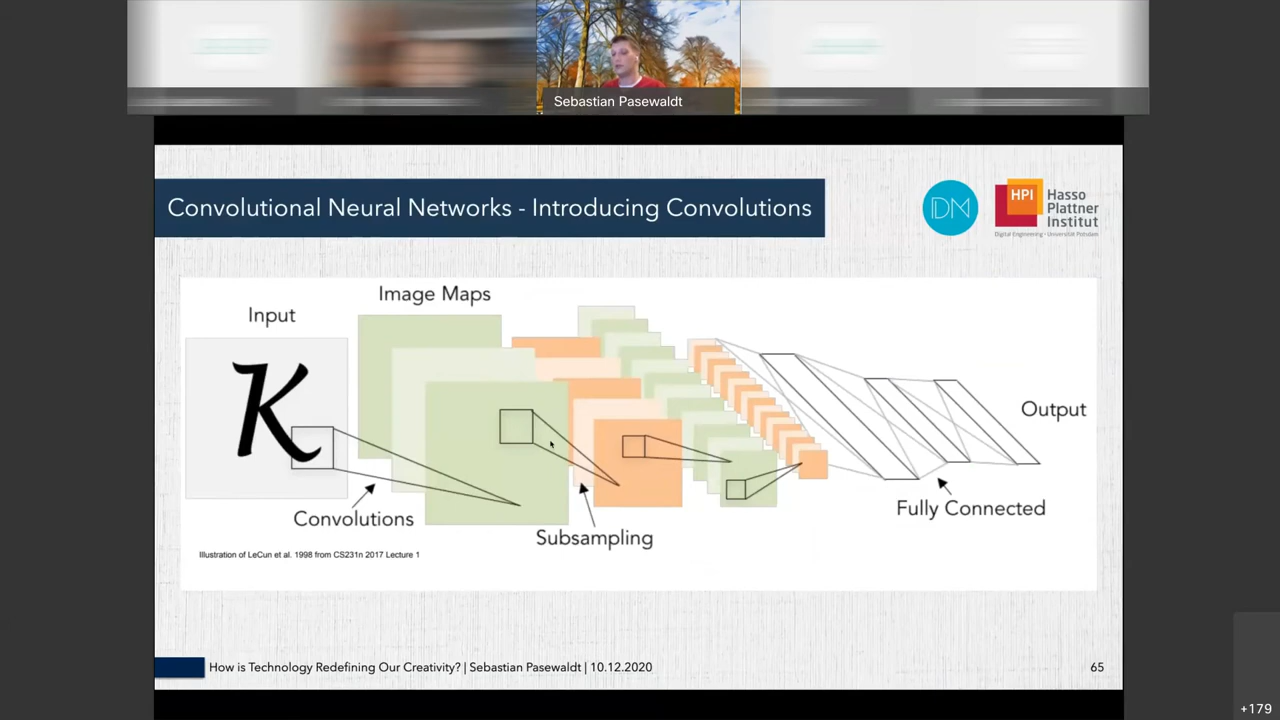 Sebastian Pasewaldt
Convolutional Neural Networks - Introducing Convolutions
DM
HPI
Hasso
Plattner
Institut
Digital Engineering • Universität Potsdam
Image Maps
Input
K
Output
Convolutions
Subsampling
Fully Connected
Illustration of LeCun et al. 1998 from CS231n 2017 Lecture 1
How is Technology Redefining Our Creativity? | Sebastian Pasewaldt | 10.12.2020
65
+179